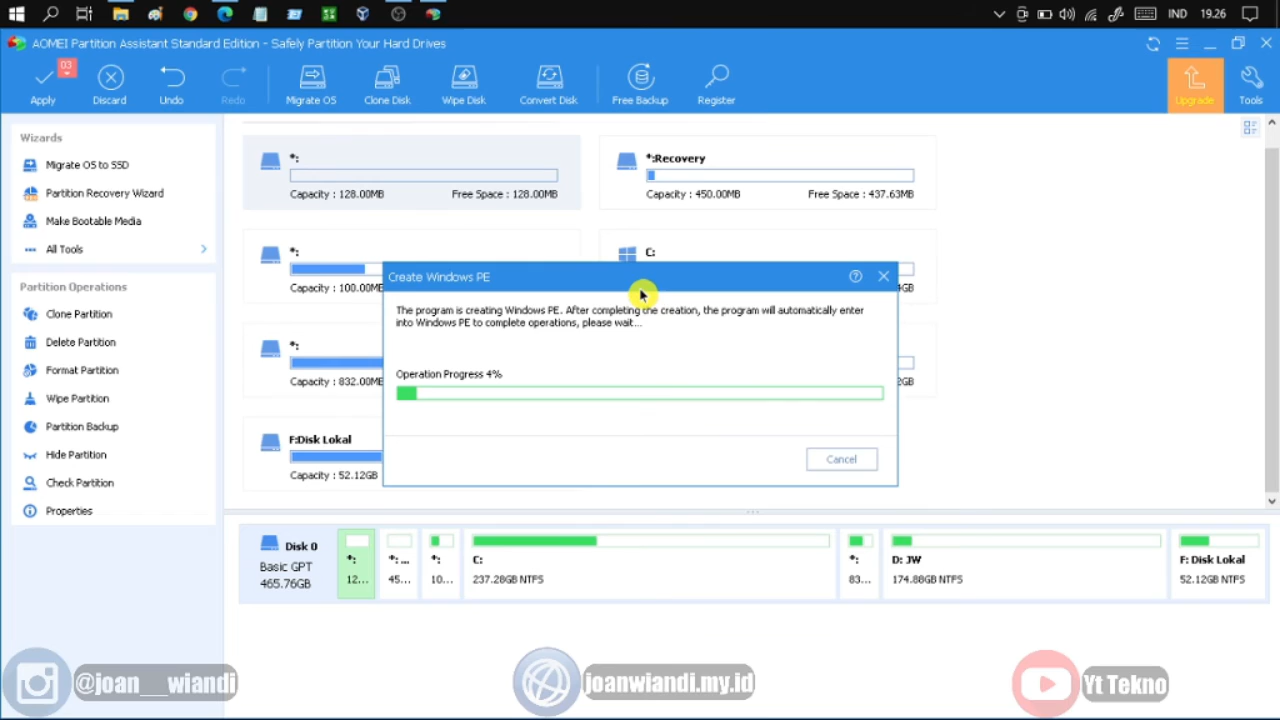 IND 19.26
AOMEI Partition Assistant Standard Edition - Safely Partition Your Hard Drives
03
Apply Discard Undo Redo Migrate OS Clone Disk Wipe Disk Convert Disk Free Backup Register Upgrade Tools
Wizards
Migrate OS to SSD
Partition Recovery Wizard
Make Bootable Media
All Tools
Partition Operations
Clone Partition
Delete Partition
Format Partition
Wipe Partition
Partition Backup
Hide Partition
Check Partition
Properties
*:
Capacity : 128.00MB Free Space : 128.00MB
*:Recovery
Capacity : 450.00MB Free Space : 437.63MB
*:
Capacity : 100.00MB
C:
GB
*:
Capacity : 832.00MB
2GB
F:Disk Lokal
Capacity : 52.12GB
Create Windows PE
The program is creating Windows PE. After completing the creation, the program will automatically enter
into Windows PE to complete operations, please wait...
Operation Progress 4%
Cancel
Disk 0
Basic GPT
465.76GB
*:
12...
*:...
45...
*:
10...
C:
237.28GB NTFS
*:
83...
D: JW
174.88GB NTFS
F: Disk Lokal
52.12GB NTFS
@joan__wiandi
joanwiandi.my.id
Yt Tekno